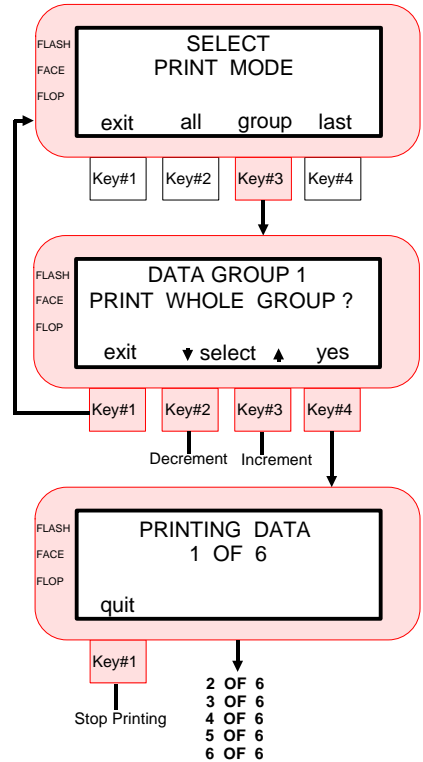 FLASH
FACE
FLOP
SELECT
PRINT MODE
exit all group last
Key#1 Key#2 Key#3 Key#4
FLASH
FACE
FLOP
DATA GROUP 1
PRINT WHOLE GROUP ?
exit select yes
Key#1 Key#2 Key#3 Key#4
Decrement Increment
FLASH
FACE
FLOP
PRINTING DATA
1 OF 6
quit
Key#1
Stop Printing
2 OF 6
3 OF 6
4 OF 6
5 OF 6
6 OF 6